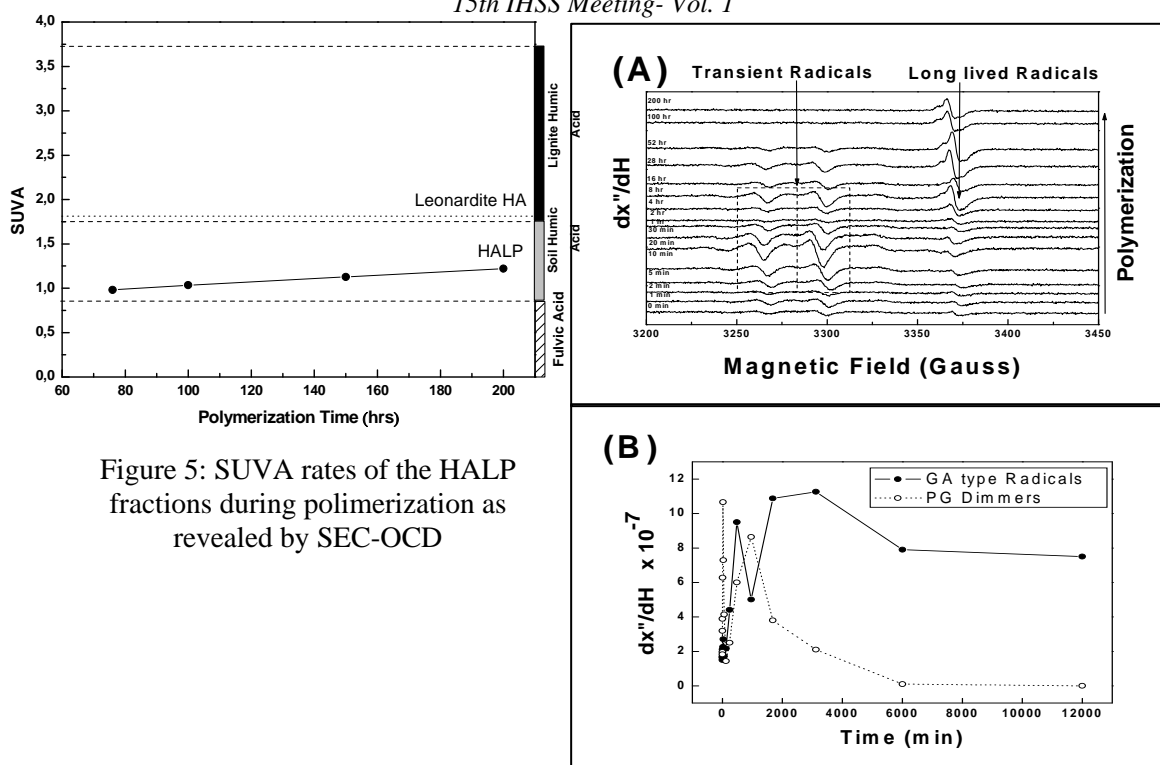 15th IHSS Meeting- Vol. 1
4,0
3,5
3,0
2,5
2,0
1,5
1,0
0,5
0,0
SUVA
60 80 100 120 140 160 180 200
Polymerization Time (hrs)
Leonardite HA
HALP
Lignite Humic
Acid
Soil Humic
Acid
Fulvic Acid
Figure 5: SUVA rates of the HALP
fractions during polimerization as
revealed by SEC-OCD
(A)
Transient Radicals Long lived Radicals
200 hr
100 hr
52 hr
28 hr
16 hr
8 hr
4 hr
2 hr
1 hr
30 min
20 min
10 min
5 min
2 min
1 min
0 min
dx"/dH
Polymerization
3200 3250 3300 3350 3400 3450
Magnetic Field (Gauss)
(B)
GA type Radicals
PG Dimmers
12
10
8
6
4
2
0
dx"/dH x 10-7
0 2000 4000 6000 8000 10000 12000
Time (min)